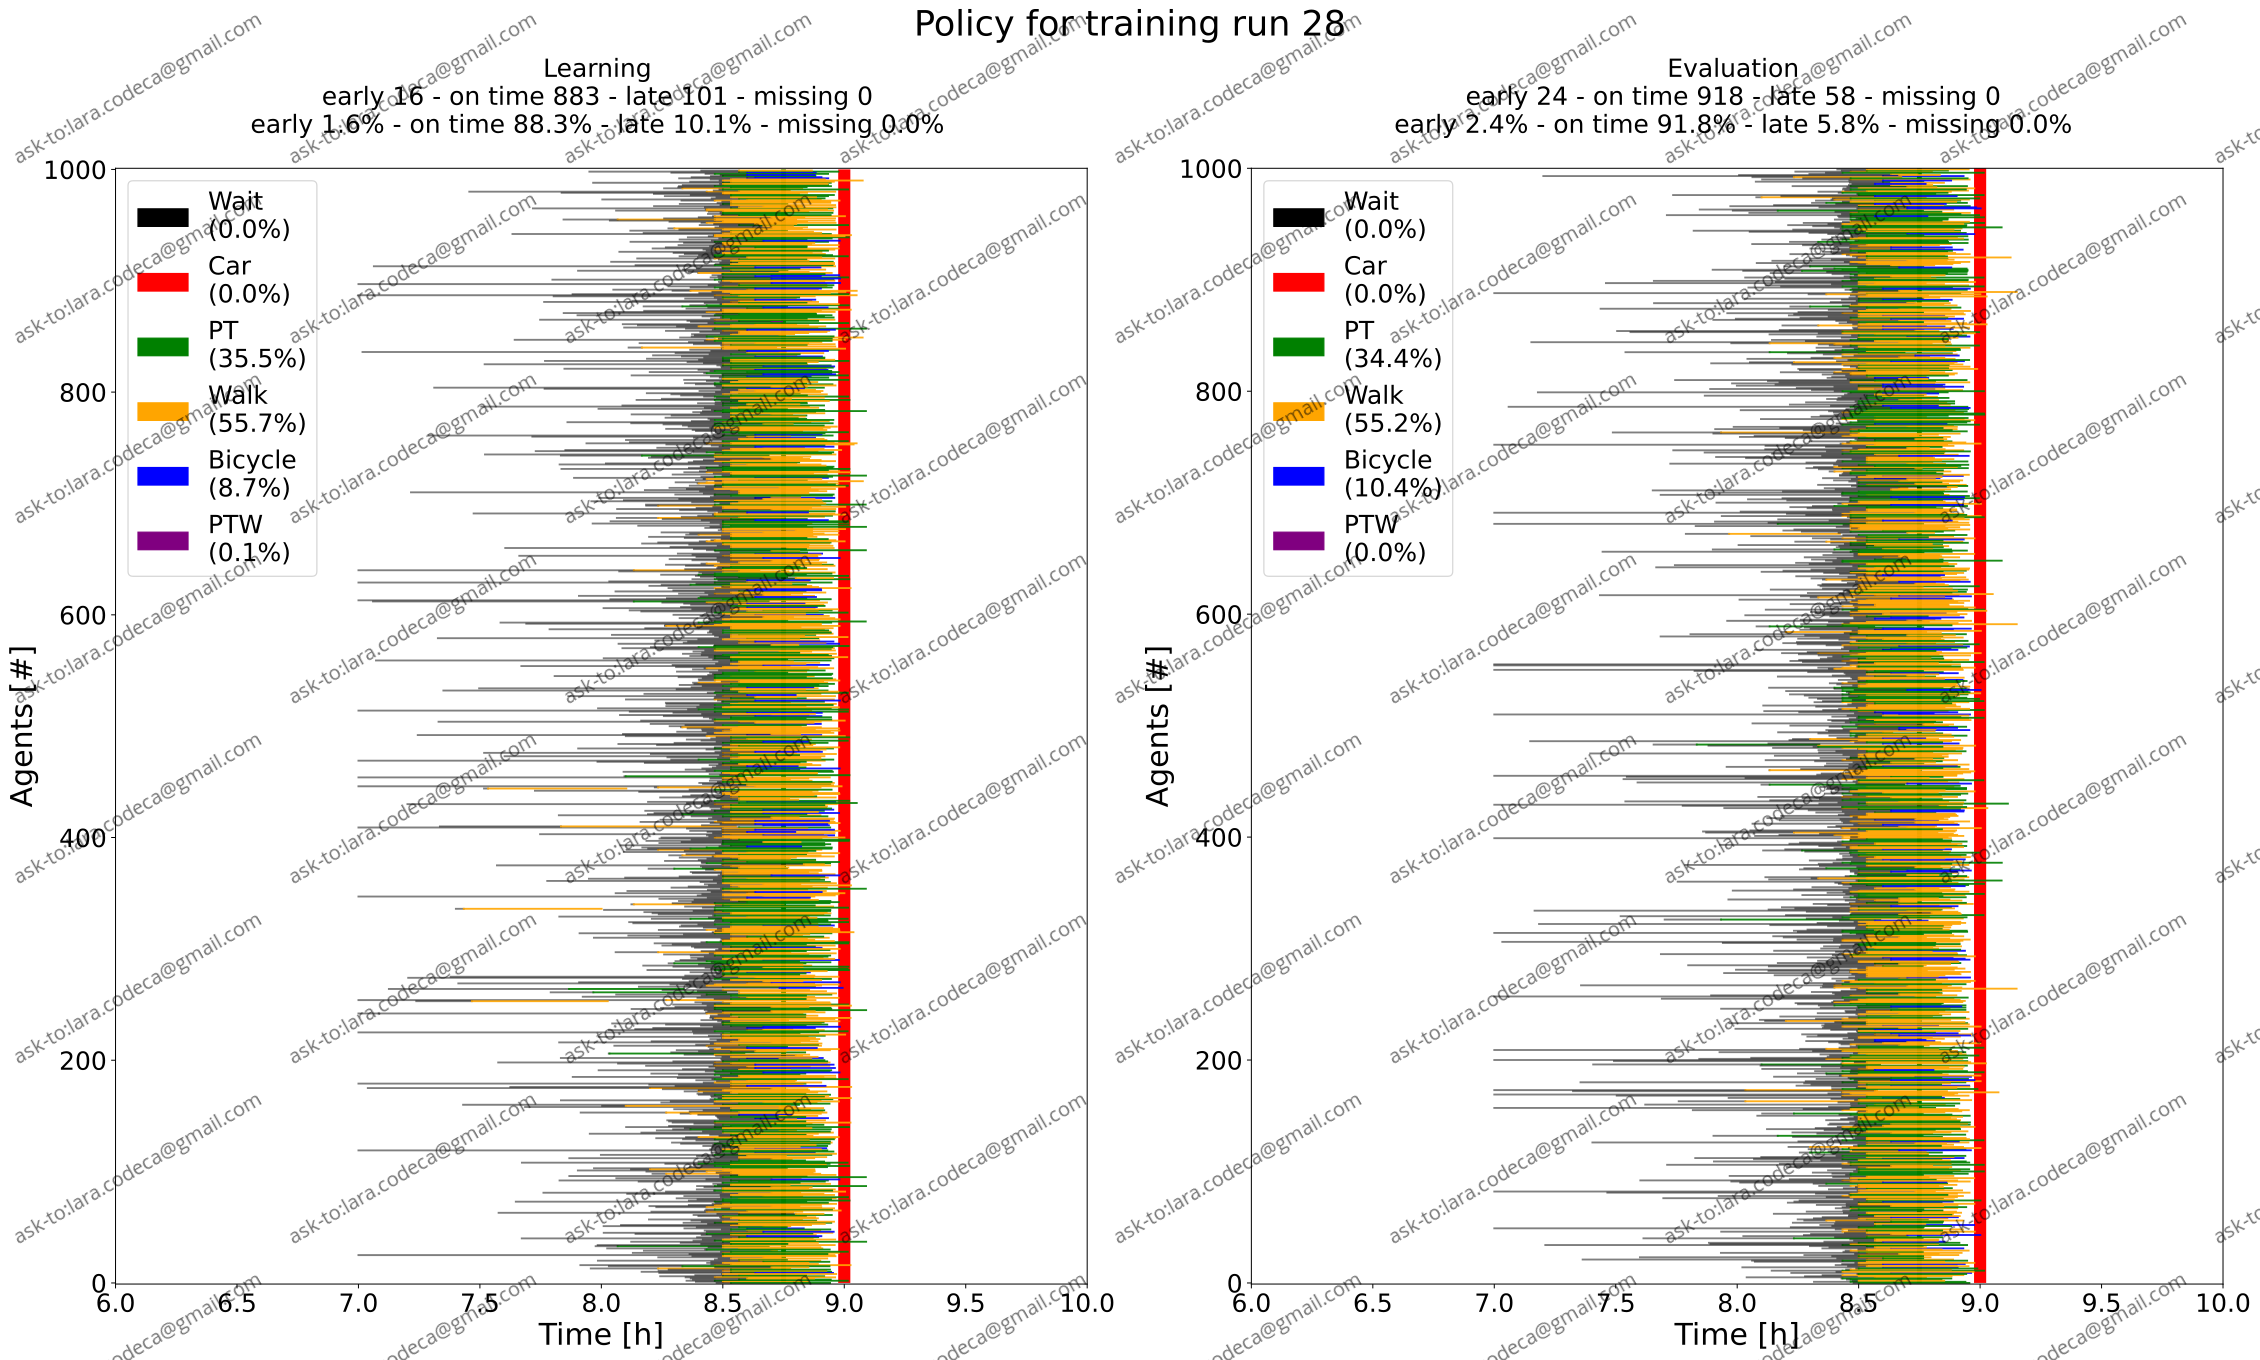 Policy for training run 28
Learning
early 16 - on time 883 - late 101 - missing 0
early 1.6% - on time 88.3% - late 10.1% - missing 0.0%
Evaluation
early 24 - on time 918 - late 58 - missing 0
early 2.4% - on time 91.8% - late 5.8% - missing 0.0%
Agents [#]
1000
800
600
400
200
0
Wait
(0.0%)
Car
(0.0%)
PT
(35.5%)
Walk
(55.7%)
Bicycle
(8.7%)
PTW
(0.1%)
6.0 6.5 7.0 7.5 8.0 8.5 9.0 9.5 10.0
Time [h]
Agents [#]
1000
800
600
400
200
0
Wait
(0.0%)
Car
(0.0%)
PT
(34.4%)
Walk
(55.2%)
Bicycle
(10.4%)
PTW
(0.0%)
6.0 6.5 7.0 7.5 8.0 8.5 9.0 9.5 10.0
Time [h]
ask-to:lara.codeca@gmail.com